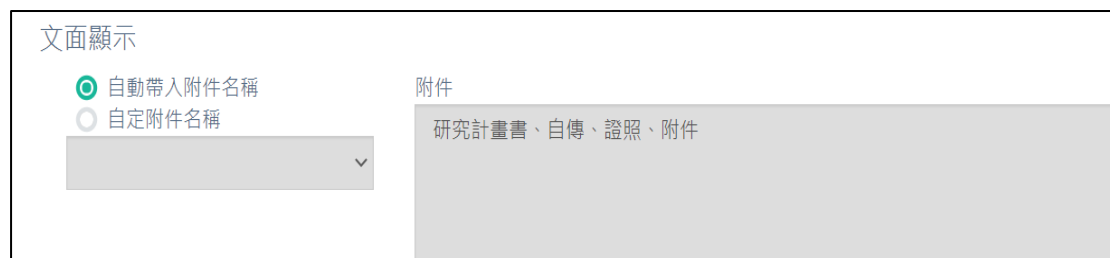 文面顯示
自動帶入附件名稱
自定附件名稱
附件
研究計畫書、自傳、證照、附件